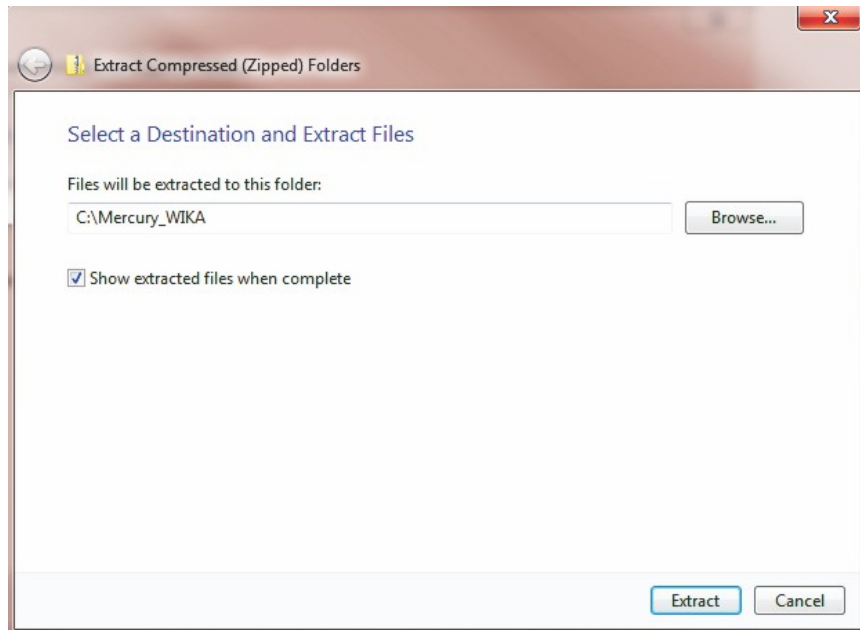 Extract Compressed (Zipped) Folders
Select a Destination and Extract Files
Files will be extracted to this folder:
C:\Mercury_WIKA
Browse...
Show extracted files when complete
Extract
Cancel